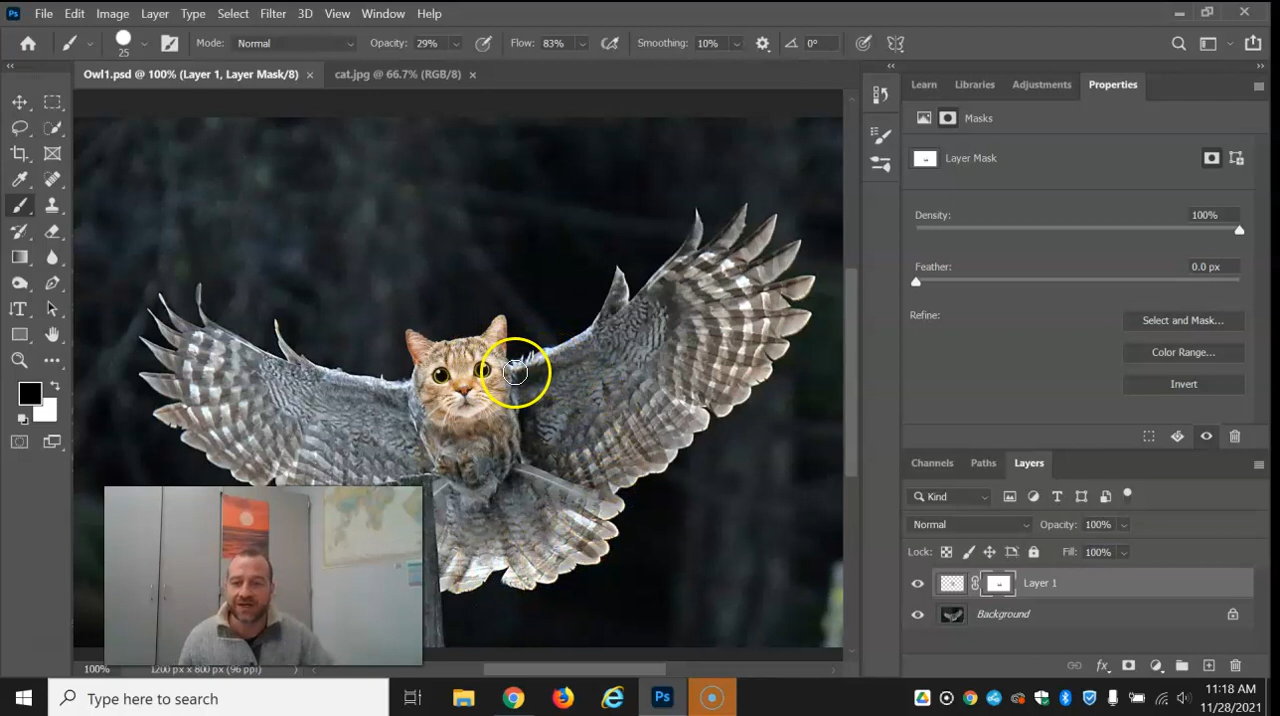 Ps File Edit Image Layer Type Select Filter 3D View Window Help
25 Mode: Normal Opacity: 29% Flow: 83% Smoothing: 10% 0°
Owl1.psd @ 100% (Layer 1, Layer Mask/8) × cat.jpg @ 66.7% (RGB/8) ×
Learn Libraries Adjustments Properties
Masks
Layer Mask
Density: 100%
Feather: 0.0 px
Refine: Select and Mask...
Color Range...
Invert
Channels Paths Layers
Kind
Normal Opacity: 100%
Lock: Fill: 100%
Layer 1
Background
100% 1200 px x 800 px (96 ppi)
Type here to search
Ps
11:18 AM
11/28/2021